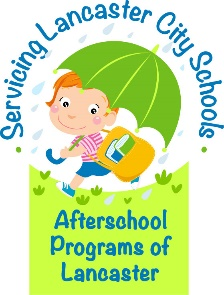 Servicing Lancaster City Schools
Afterschool
Programs of
Lancaster